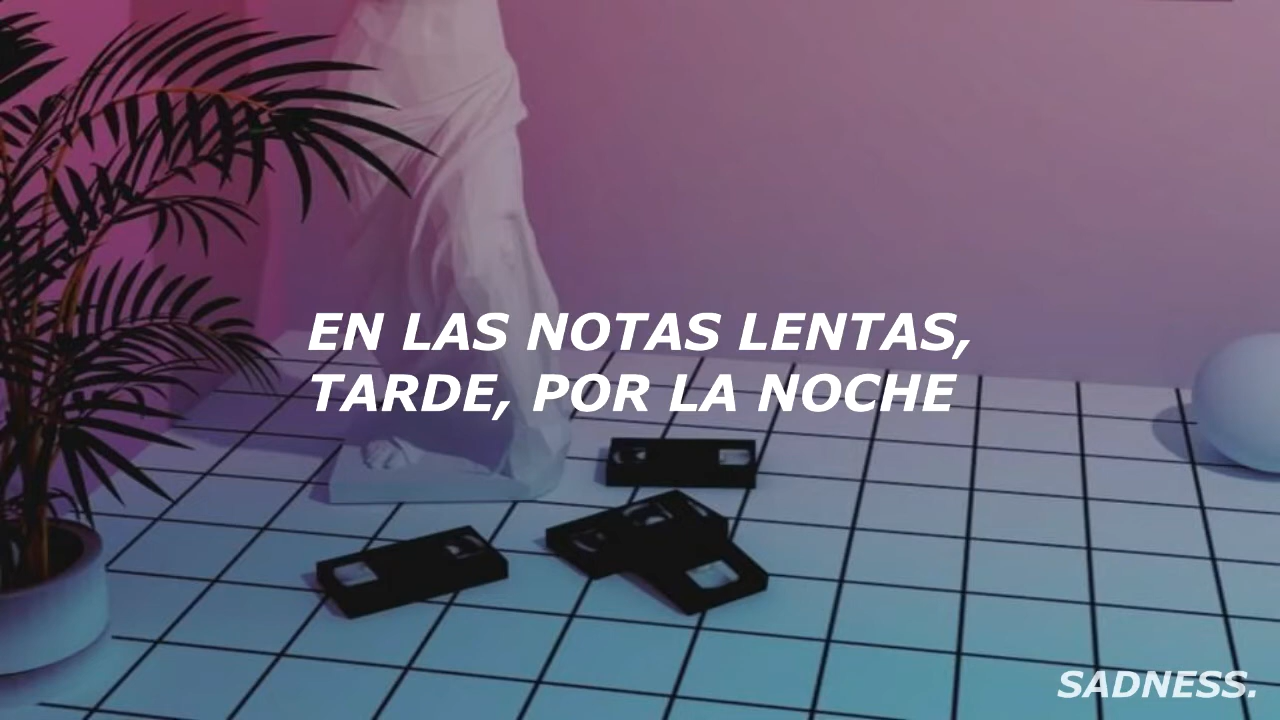 EN LAS NOTAS LENTAS,
TARDE, POR LA NOCHE
SADNESS.